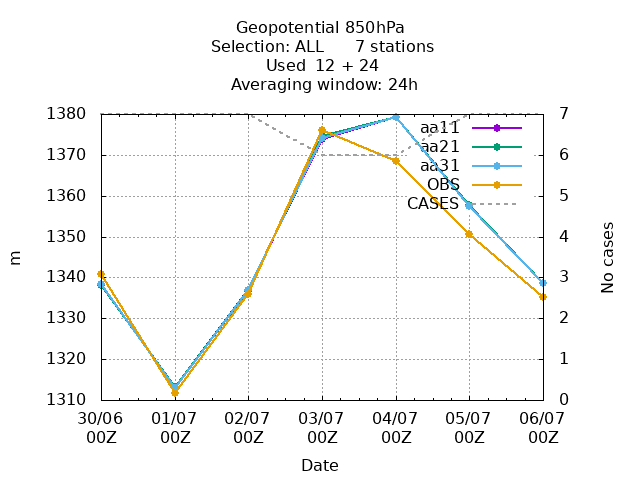 Geopotential 850hPa
Selection: ALL 7 stations
Used 12 + 24
Averaging window: 24h
1380
1370
1360
1350
1340
1330
1320
1310
m
7
6
5
4
3
2
1
0
No cases
aa11
aa21
aa31
OBS
CASES
30/06 01/07 02/07 03/07 04/07 05/07 06/07
00Z 00Z 00Z 00Z 00Z 00Z 00Z
Date